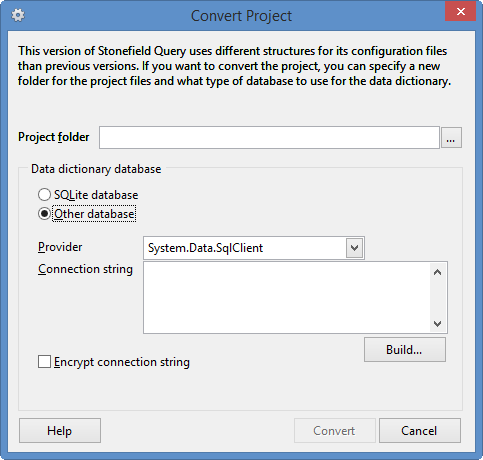 Convert Project
This version of Stonefield Query uses different structures for its configuration files
than previous versions. If you want to convert the project, you can specify a new
folder for the project files and what type of database to use for the data dictionary.
Project folder
...
Data dictionary database
SQLite database
Other database
Provider System.Data.SqlClient
Connection string
Build...
Encrypt connection string
Help Convert Cancel